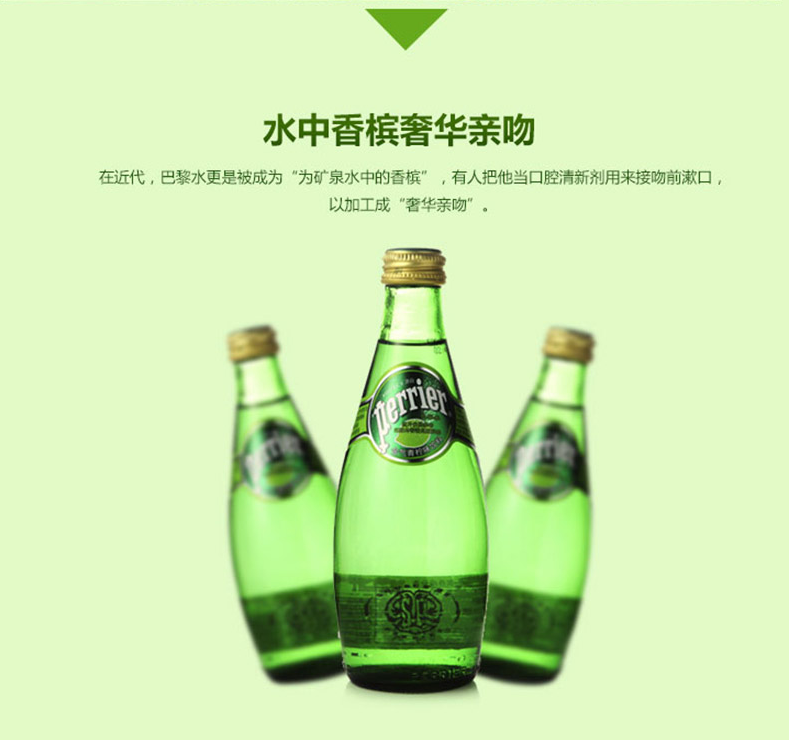 水中香槟奢华亲吻
在近代，巴黎水更是被成为“为矿泉水中的香槟”，有人把他当口腔清新剂用来接吻前漱口，
以加工成“奢华亲吻”。
perrier
perrier
perrier